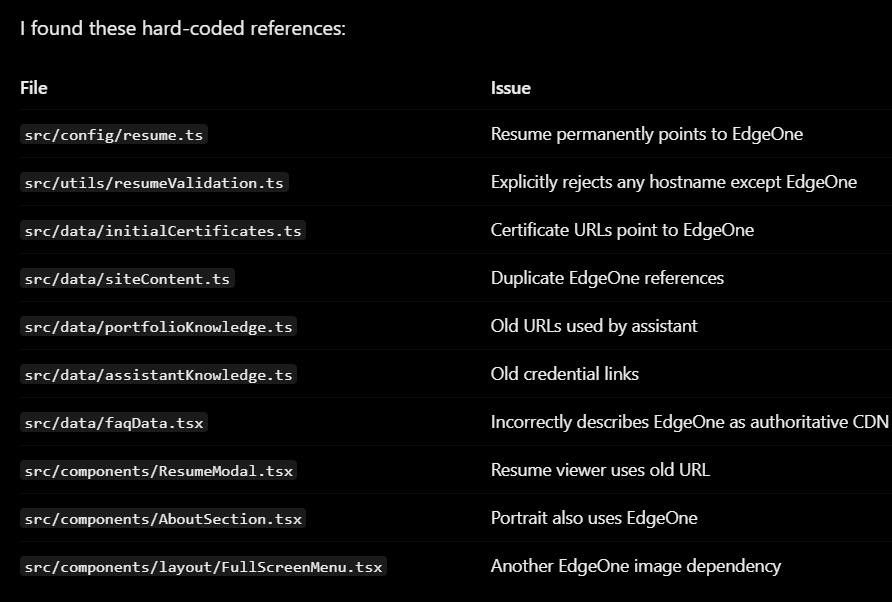 I found these hard-coded references:
File Issue
src/config/resume.ts Resume permanently points to EdgeOne
src/utils/resumeValidation.ts Explicitly rejects any hostname except EdgeOne
src/data/initialCertificates.ts Certificate URLs point to EdgeOne
src/data/siteContent.ts Duplicate EdgeOne references
src/data/portfolioKnowledge.ts Old URLs used by assistant
src/data/assistantKnowledge.ts Old credential links
src/data/faqData.tsx Incorrectly describes EdgeOne as authoritative CDN
src/components/ResumeModal.tsx Resume viewer uses old URL
src/components/AboutSection.tsx Portrait also uses EdgeOne
src/components/layout/FullScreenMenu.tsx Another EdgeOne image dependency